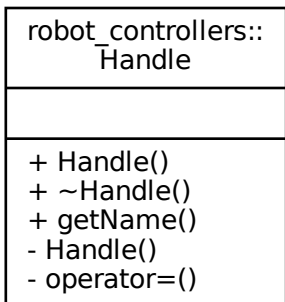 robot_controllers::
Handle
+ Handle()
+ ~Handle()
+ getName()
- Handle()
- operator=()